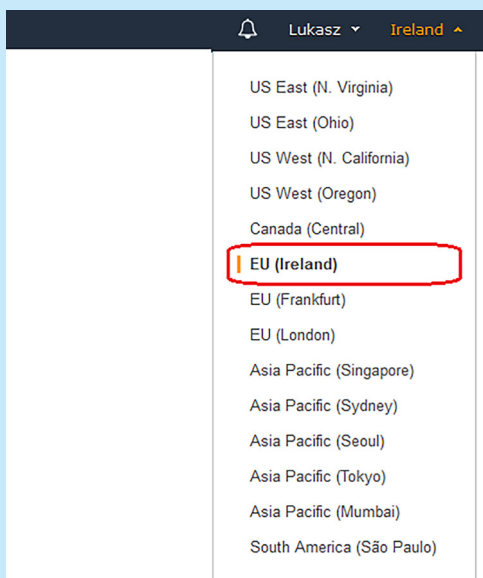 Lukasz Ireland
US East (N. Virginia)
US East (Ohio)
US West (N. California)
US West (Oregon)
Canada (Central)
EU (Ireland)
EU (Frankfurt)
EU (London)
Asia Pacific (Singapore)
Asia Pacific (Sydney)
Asia Pacific (Seoul)
Asia Pacific (Tokyo)
Asia Pacific (Mumbai)
South America (São Paulo)